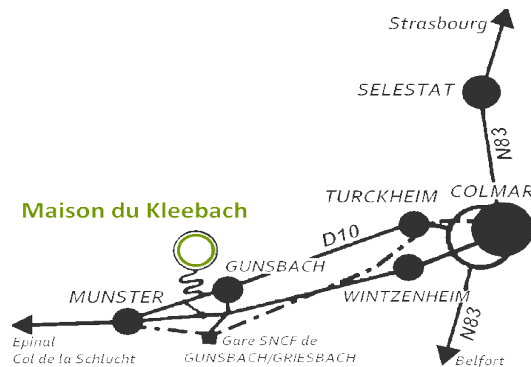 Strasbourg
SELESTAT
N83
COLMAR
TURCKHEIM
Maison du Kleebach
D10
GUNSBACH
MUNSTER
WINTZENHEIM
N83
Epinal
Col de la Schlucht
Gare SNCF de
GUNSBACH/GRIESBACH
Belfort